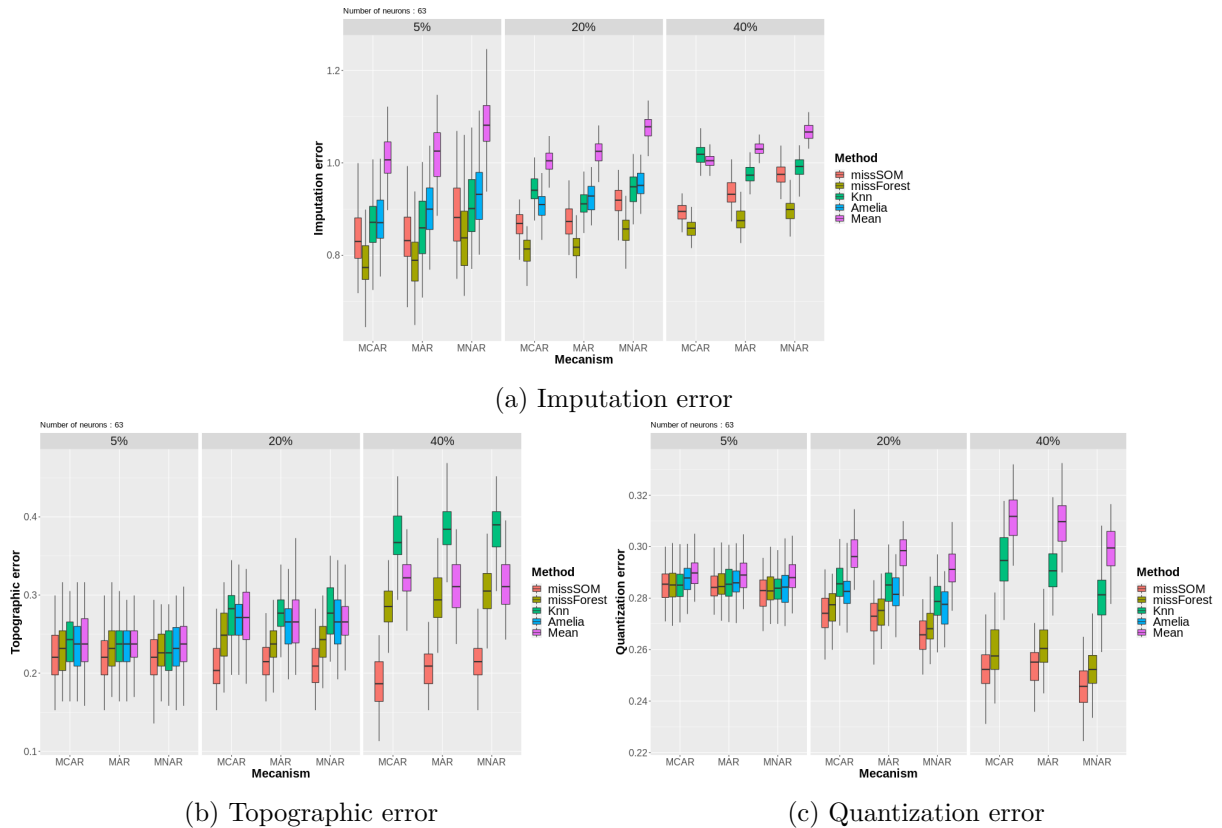 Number of neurons : 63
5%
20%
40%
1.2
1.0
0.8
Imputation error
MCAR
MAR
MNAR
MCAR
MAR
MNAR
MCAR
MAR
MNAR
Mecanism
Method
missSOM
missForest
Knn
Amelia
Mean
(a) Imputation error
Number of neurons : 63
5%
20%
40%
0.4
0.3
0.2
0.1
Topographic error
MCAR
MAR
MNAR
MCAR
MAR
MNAR
MCAR
MAR
MNAR
Mecanism
Method
missSOM
missForest
Knn
Amelia
Mean
(b) Topographic error
Number of neurons : 63
5%
20%
40%
0.32
0.30
0.28
0.26
0.24
0.22
Quantization error
MCAR
MAR
MNAR
MCAR
MAR
MNAR
MCAR
MAR
MNAR
Mecanism
Method
missSOM
missForest
Knn
Amelia
Mean
(c) Quantization error